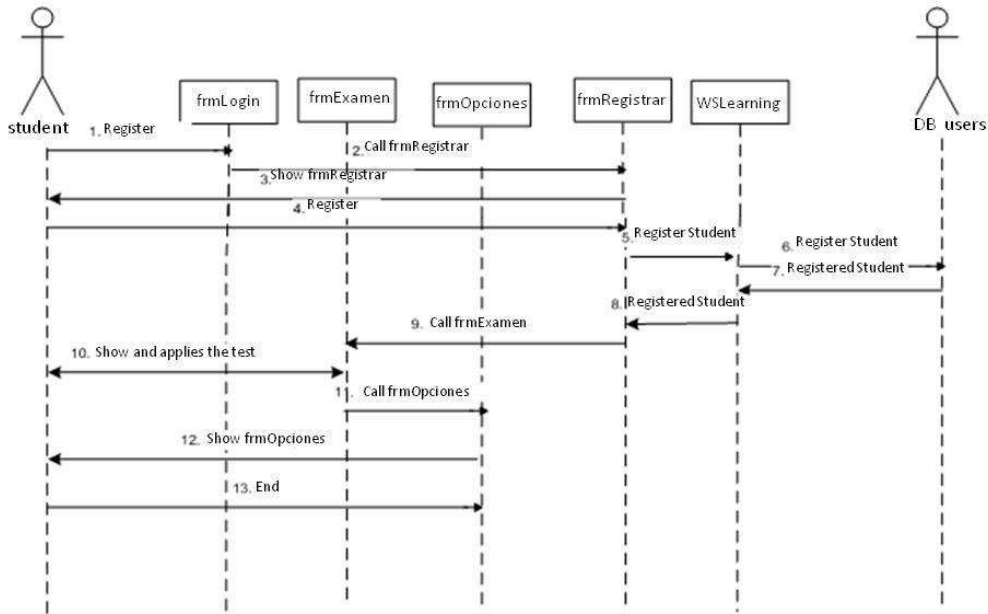 student
frmLogin
frmExamen
frmOpciones
frmRegistrar
WSLearning
DB users
1. Register
2. Call frmRegistrar
3. Show frmRegistrar
4. Register
5. Register Student
6. Register Student
7. Registered Student
8. Registered Student
9. Call frmExamen
10. Show and applies the test
11. Call frmOpciones
12. Show frmOpciones
13. End